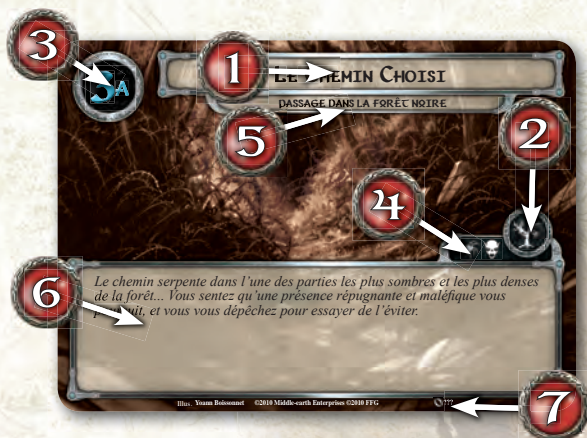 3
SA
1
LE CHEMIN CHOISI
PASSAGE DANS LA FORÊT NOIRE
5
2
4
6
Le chemin serpente dans l'une des parties les plus sombres et les plus denses
de la forêt... Vous sentez qu'une présence répugnante et maléfique vous
et vous vous dépêchez pour essayer de l'éviter.
Illus. Yoann Boissonnet ©2010 Middle-earth Enterprises ©2010 FFG
???
7